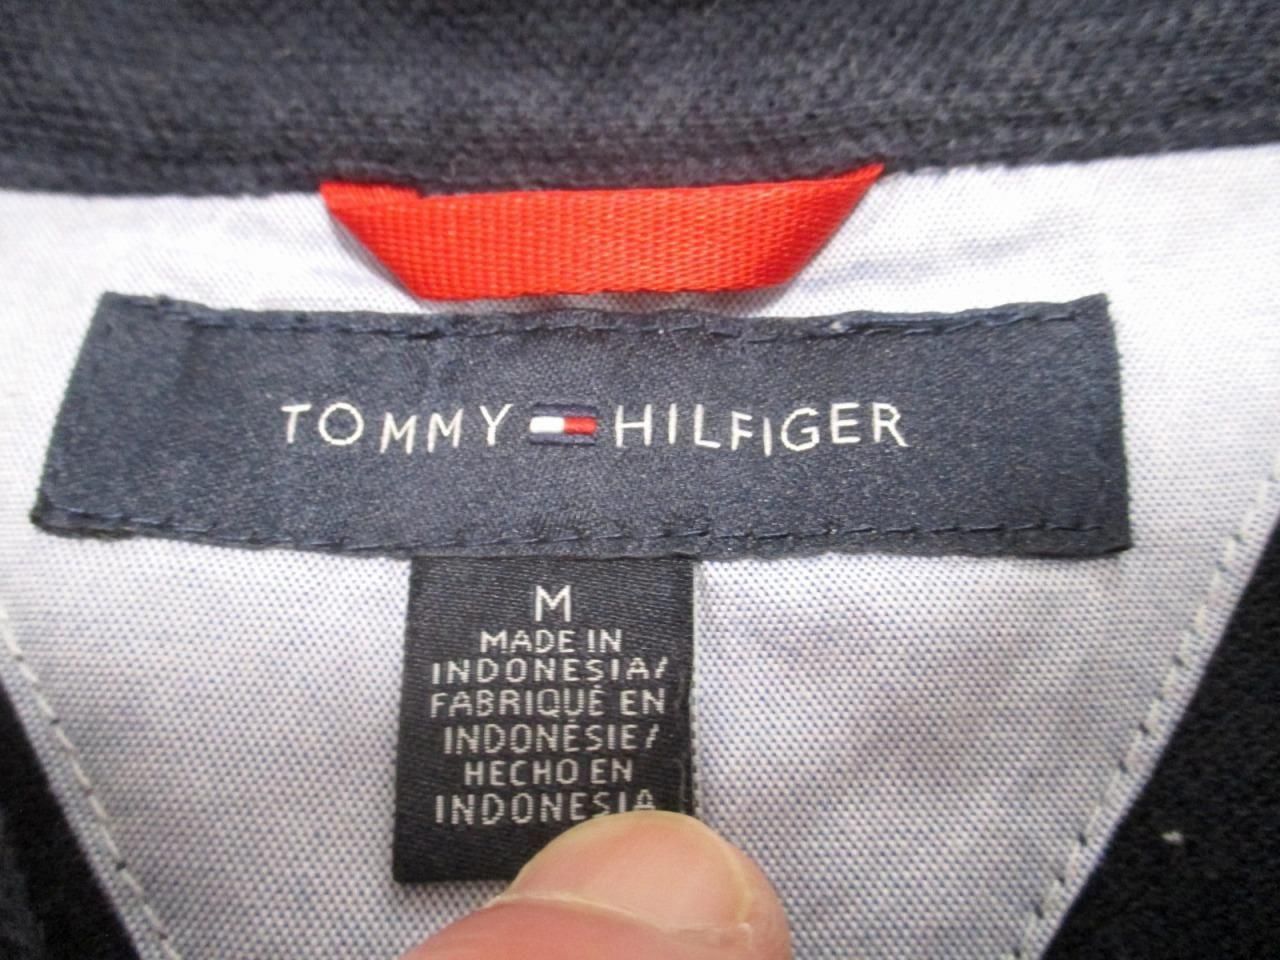 TOMMY HILFIGER
M
MADE IN
INDONESIA/
FABRIQUÉ EN
INDONÉSIE/
HECHO EN
INDONESIA